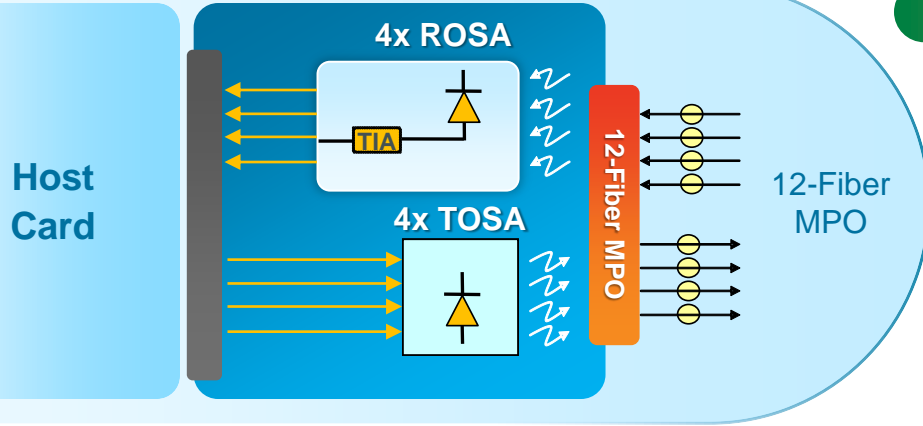 4x ROSA
TIA
Host
Card
4x TOSA
12-Fiber MPO
12-Fiber
MPO